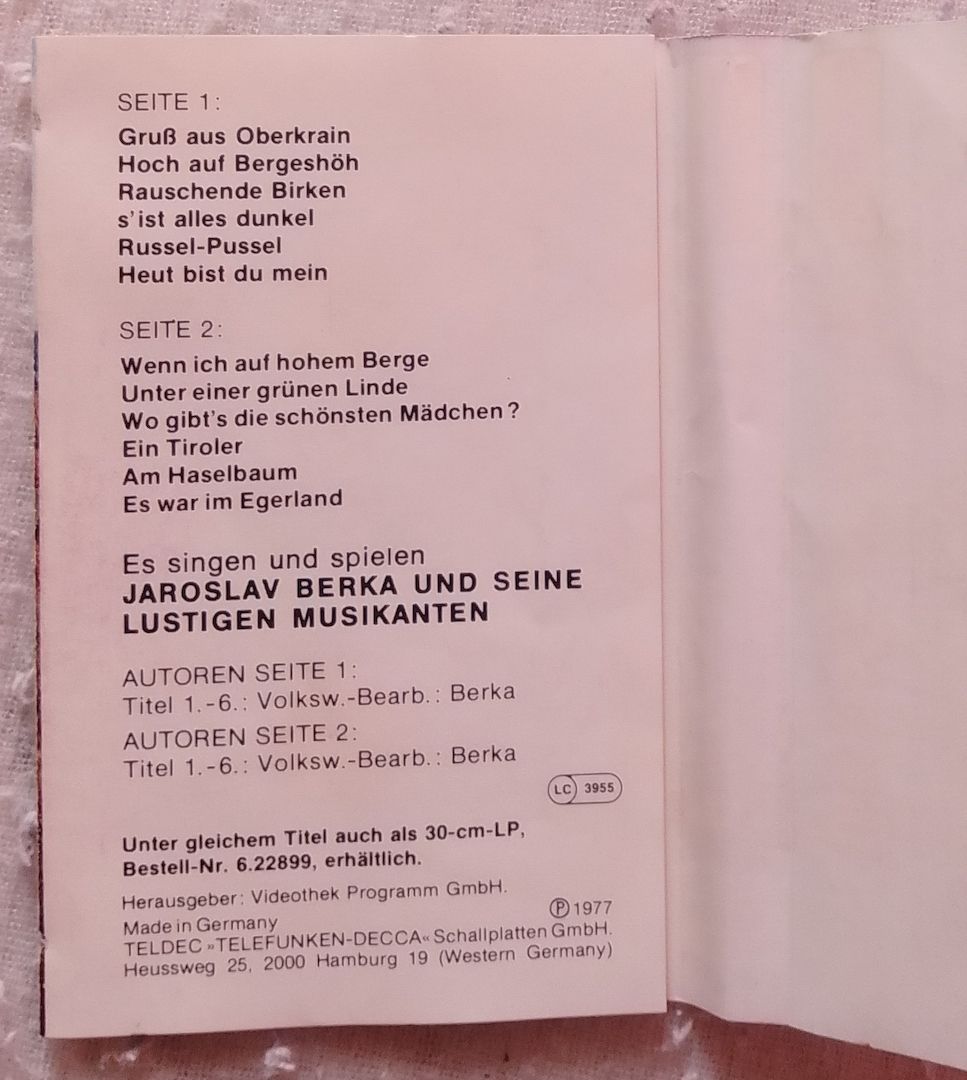 SEITE 1:
Gruß aus Oberkrain
Hoch auf Bergeshöh
Rauschende Birken
s'ist alles dunkel
Russel-Pussel
Heut bist du mein
SEITE 2:
Wenn ich auf hohem Berge
Unter einer grünen Linde
Wo gibt's die schönsten Mädchen?
Ein Tiroler
Am Haselbaum
Es war im Egerland
Es singen und spielen
JAROSLAV BERKA UND SEINE
LUSTIGEN MUSIKANTEN
AUTOREN SEITE 1:
Titel 1.-6.: Volksw.-Bearb.: Berka
AUTOREN SEITE 2:
Titel 1.-6.: Volksw.-Bearb.: Berka
LC 3955
Unter gleichem Titel auch als 30-cm-LP,
Bestell-Nr. 6.22899, erhältlich.
Herausgeber: Videothek Programm GmbH.
Made in Germany
℗ 1977
TELDEC »TELEFUNKEN-DECCA« Schallplatten GmbH.
Heussweg 25, 2000 Hamburg 19 (Western Germany)